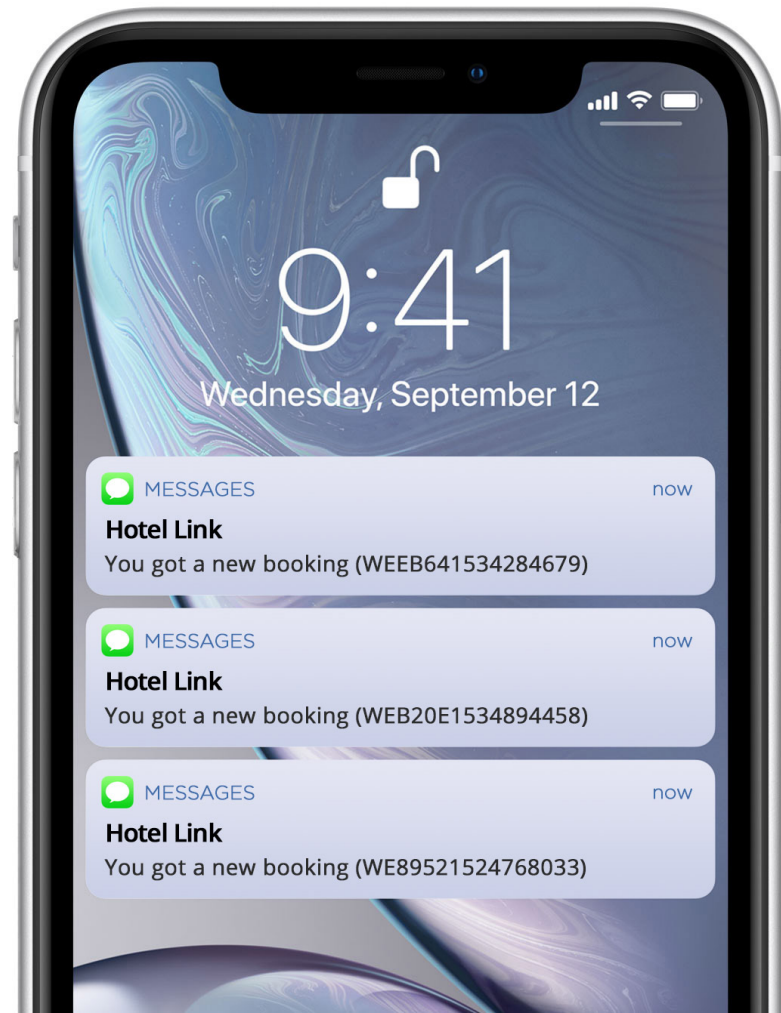 9:41
Wednesday, September 12
MESSAGES now
Hotel Link
You got a new booking (WEEB641534284679)
MESSAGES now
Hotel Link
You got a new booking (WEB20E1534894458)
MESSAGES now
Hotel Link
You got a new booking (WE89521524768033)